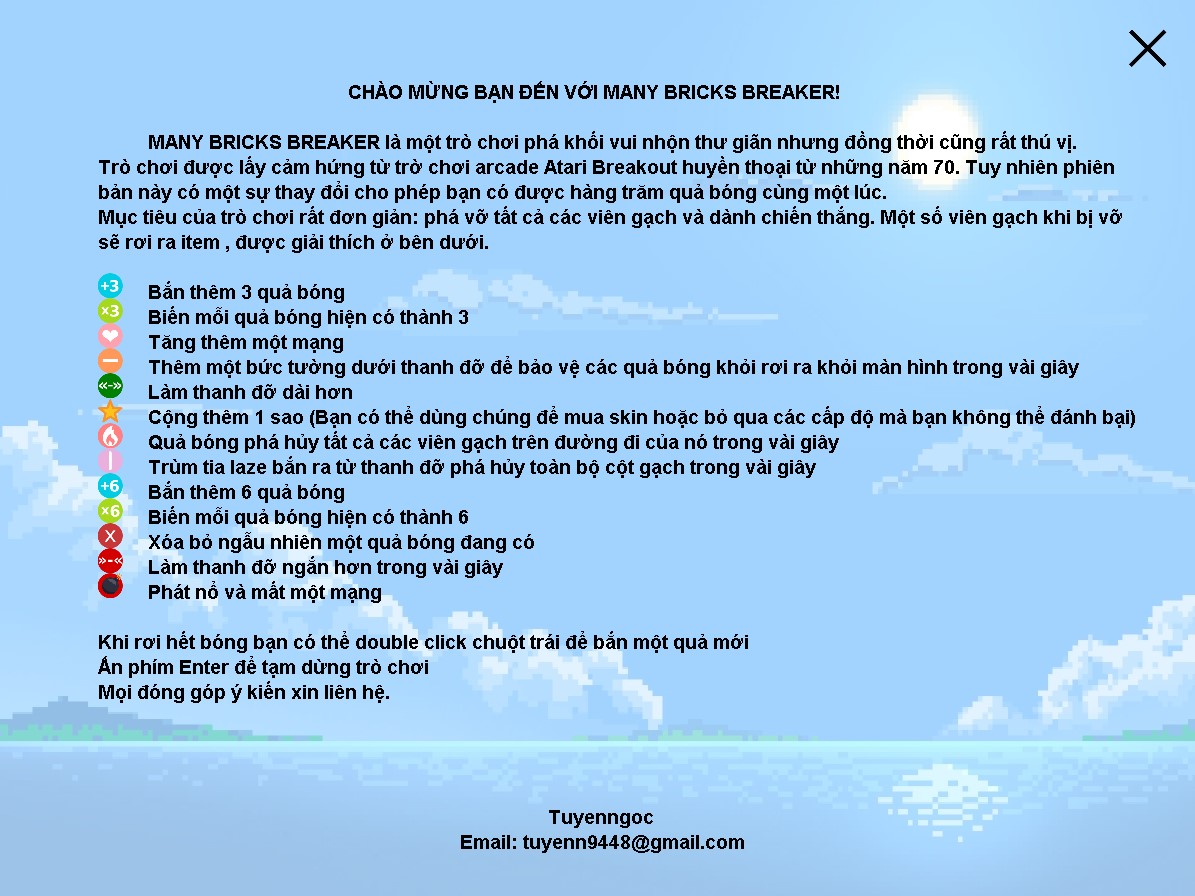 CHÀO MỪNG BẠN ĐẾN VỚI MANY BRICKS BREAKER!
MANY BRICKS BREAKER là một trò chơi phá khối vui nhộn thư giãn nhưng đồng thời cũng rất thú vị.
Trò chơi được lấy cảm hứng từ trờ chơi arcade Atari Breakout huyền thoại từ những năm 70. Tuy nhiên phiên
bản này có một sự thay đổi cho phép bạn có được hàng trăm quả bóng cùng một lúc.
Mục tiêu của trò chơi rất đơn giản: phá vỡ tất cả các viên gạch và dành chiến thắng. Một số viên gạch khi bị vỡ
sẽ rơi ra item , được giải thích ở bên dưới.
+3 Bắn thêm 3 quả bóng
×3 Biến mỗi quả bóng hiện có thành 3
Tăng thêm một mạng
Thêm một bức tường dưới thanh đỡ để bảo vệ các quả bóng khỏi rơi ra khỏi màn hình trong vài giây
«-» Làm thanh đỡ dài hơn
Cộng thêm 1 sao (Bạn có thể dùng chúng để mua skin hoặc bỏ qua các cấp độ mà bạn không thể đánh bại)
Quả bóng phá hủy tất cả các viên gạch trên đường đi của nó trong vài giây
Trùm tia laze bắn ra từ thanh đỡ phá hủy toàn bộ cột gạch trong vài giây
+6 Bắn thêm 6 quả bóng
×6 Biến mỗi quả bóng hiện có thành 6
X Xóa bỏ ngẫu nhiên một quả bóng đang có
»-« Làm thanh đỡ ngắn hơn trong vài giây
Phát nổ và mất một mạng
Khi rơi hết bóng bạn có thể double click chuột trái để bắn một quả mới
Ấn phím Enter để tạm dừng trò chơi
Mọi đóng góp ý kiến xin liên hệ.
Tuyenngoc
Email: tuyenn9448@gmail.com